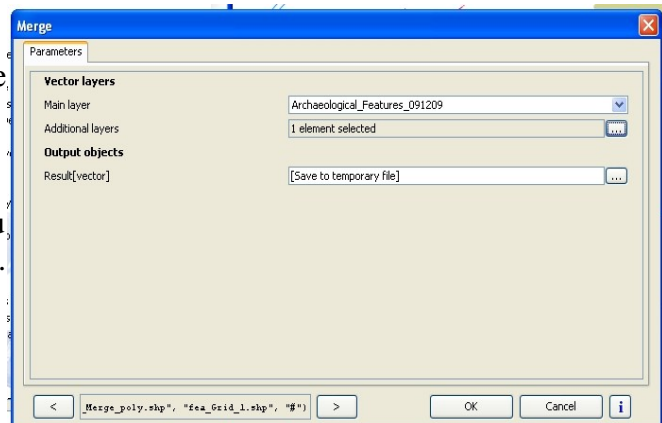 Merge
Parameters
Vector layers
Main layer Archaeological_Features_091209
Additional layers 1 element selected ...
Output objects
Result[vector] [Save to temporary file] ...
< _Merge_poly.shp", "fea_Grid_1.shp", "#") > OK Cancel i